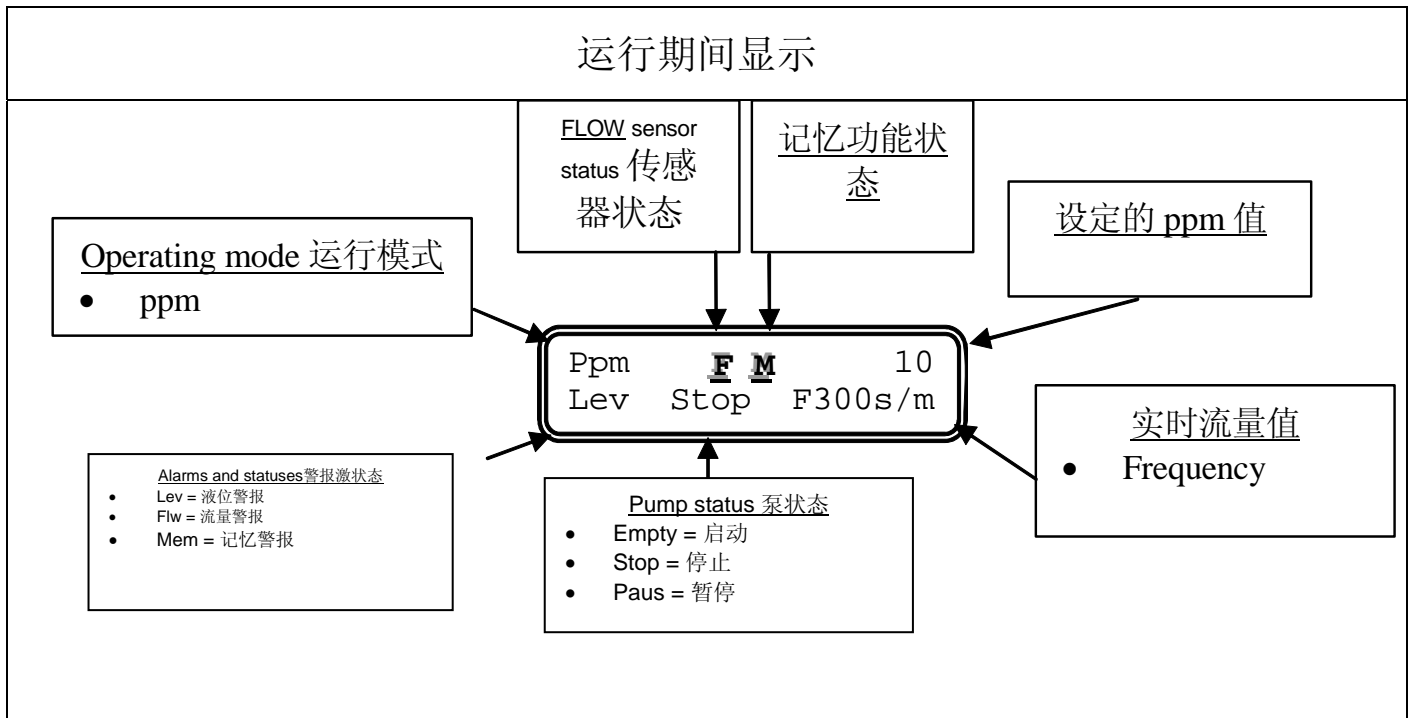 运行期间显示
FLOW sensor
status 传感
器状态
记忆功能状
态
设定的 ppm 值
Operating mode 运行模式
• ppm
Ppm F M 10
Lev Stop F300s/m
实时流量值
• Frequency
Alarms and statuses警报激状态
• Lev = 液位警报
• Flw = 流量警报
• Mem = 记忆警报
Pump status 泵状态
• Empty = 启动
• Stop = 停止
• Paus = 暂停